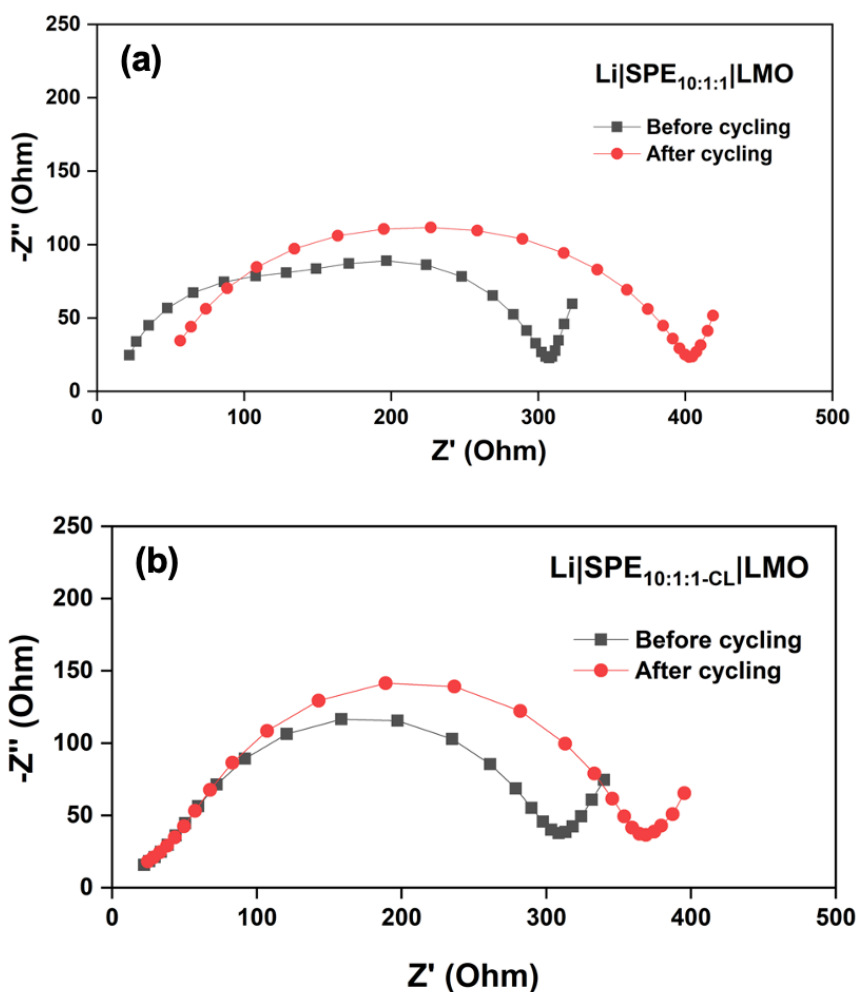 (a)
Li|SPE10:1:1|LMO
Before cycling
After cycling
-Z'' (Ohm)
250
200
150
100
50
0
0 100 200 300 400 500
Z' (Ohm)
(b)
Li|SPE10:1:1-CL|LMO
Before cycling
After cycling
-Z'' (Ohm)
250
200
150
100
50
0
0 100 200 300 400 500
Z' (Ohm)